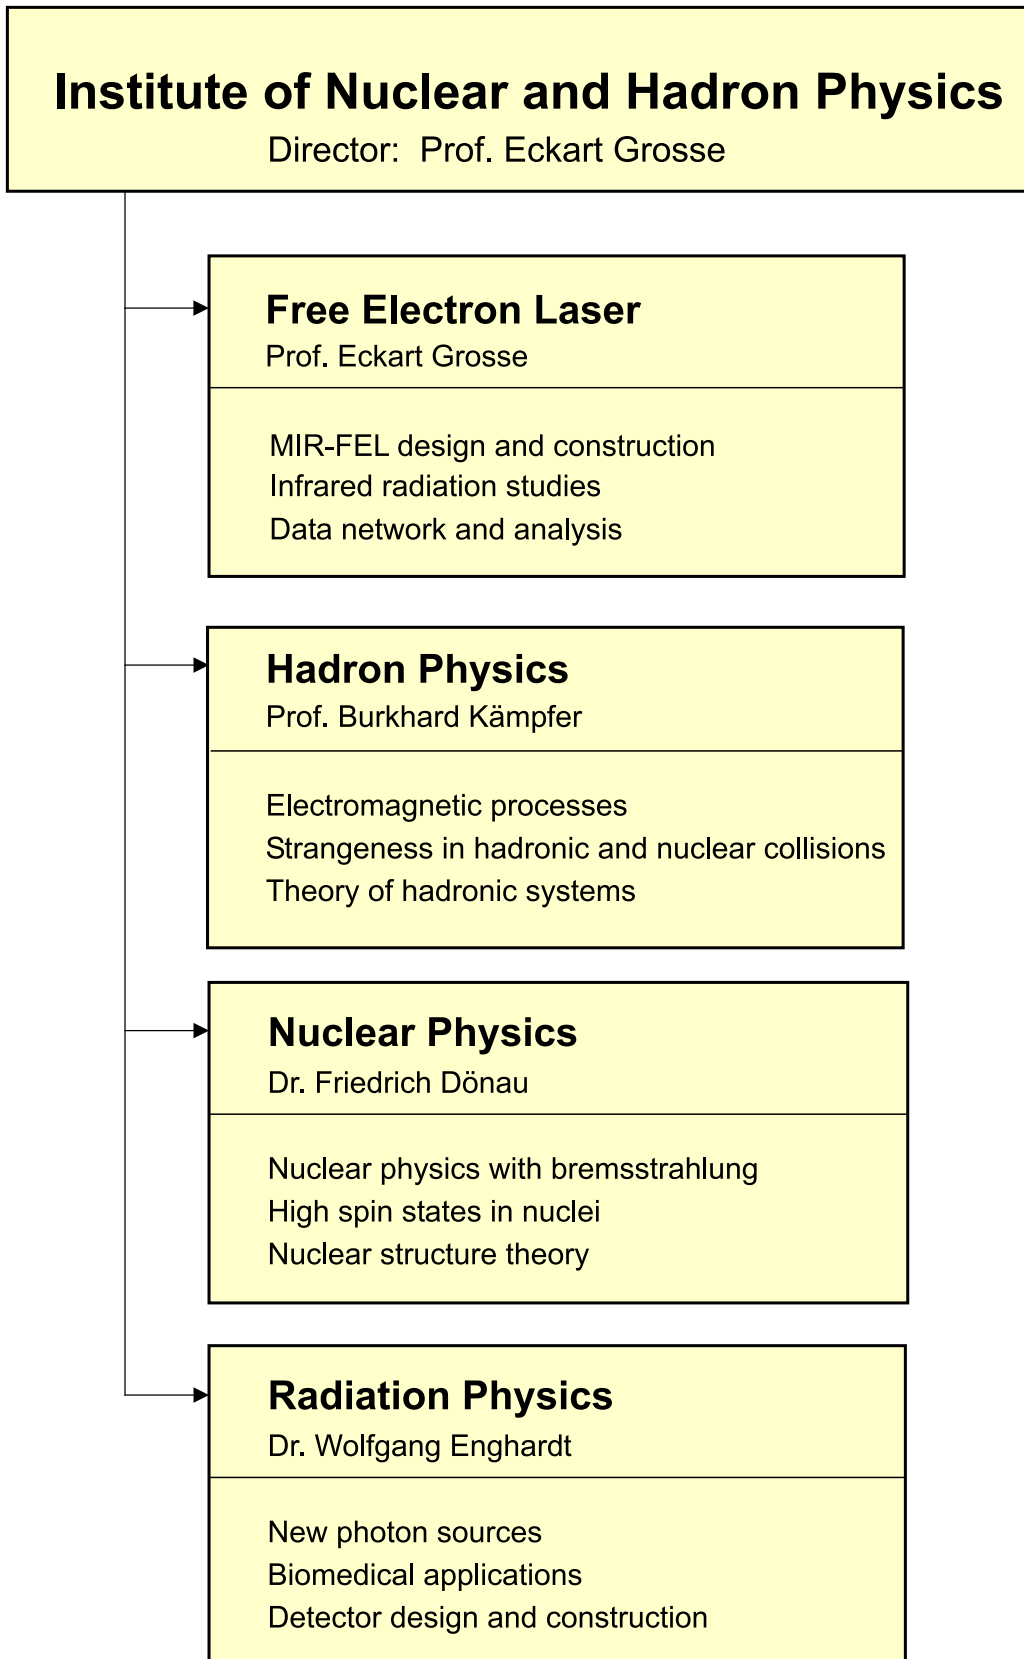 Institute of Nuclear and Hadron Physics
Director: Prof. Eckart Grosse
Free Electron Laser
Prof. Eckart Grosse
MIR-FEL design and construction
Infrared radiation studies
Data network and analysis
Hadron Physics
Prof. Burkhard Kämpfer
Electromagnetic processes
Strangeness in hadronic and nuclear collisions
Theory of hadronic systems
Nuclear Physics
Dr. Friedrich Dönau
Nuclear physics with bremsstrahlung
High spin states in nuclei
Nuclear structure theory
Radiation Physics
Dr. Wolfgang Enghardt
New photon sources
Biomedical applications
Detector design and construction